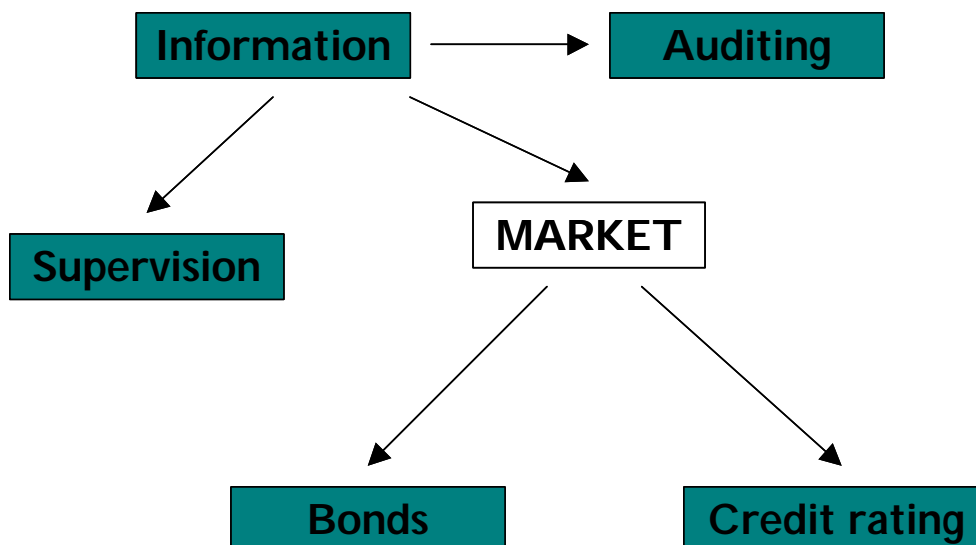 Information
Auditing
MARKET
Supervision
Bonds
Credit rating